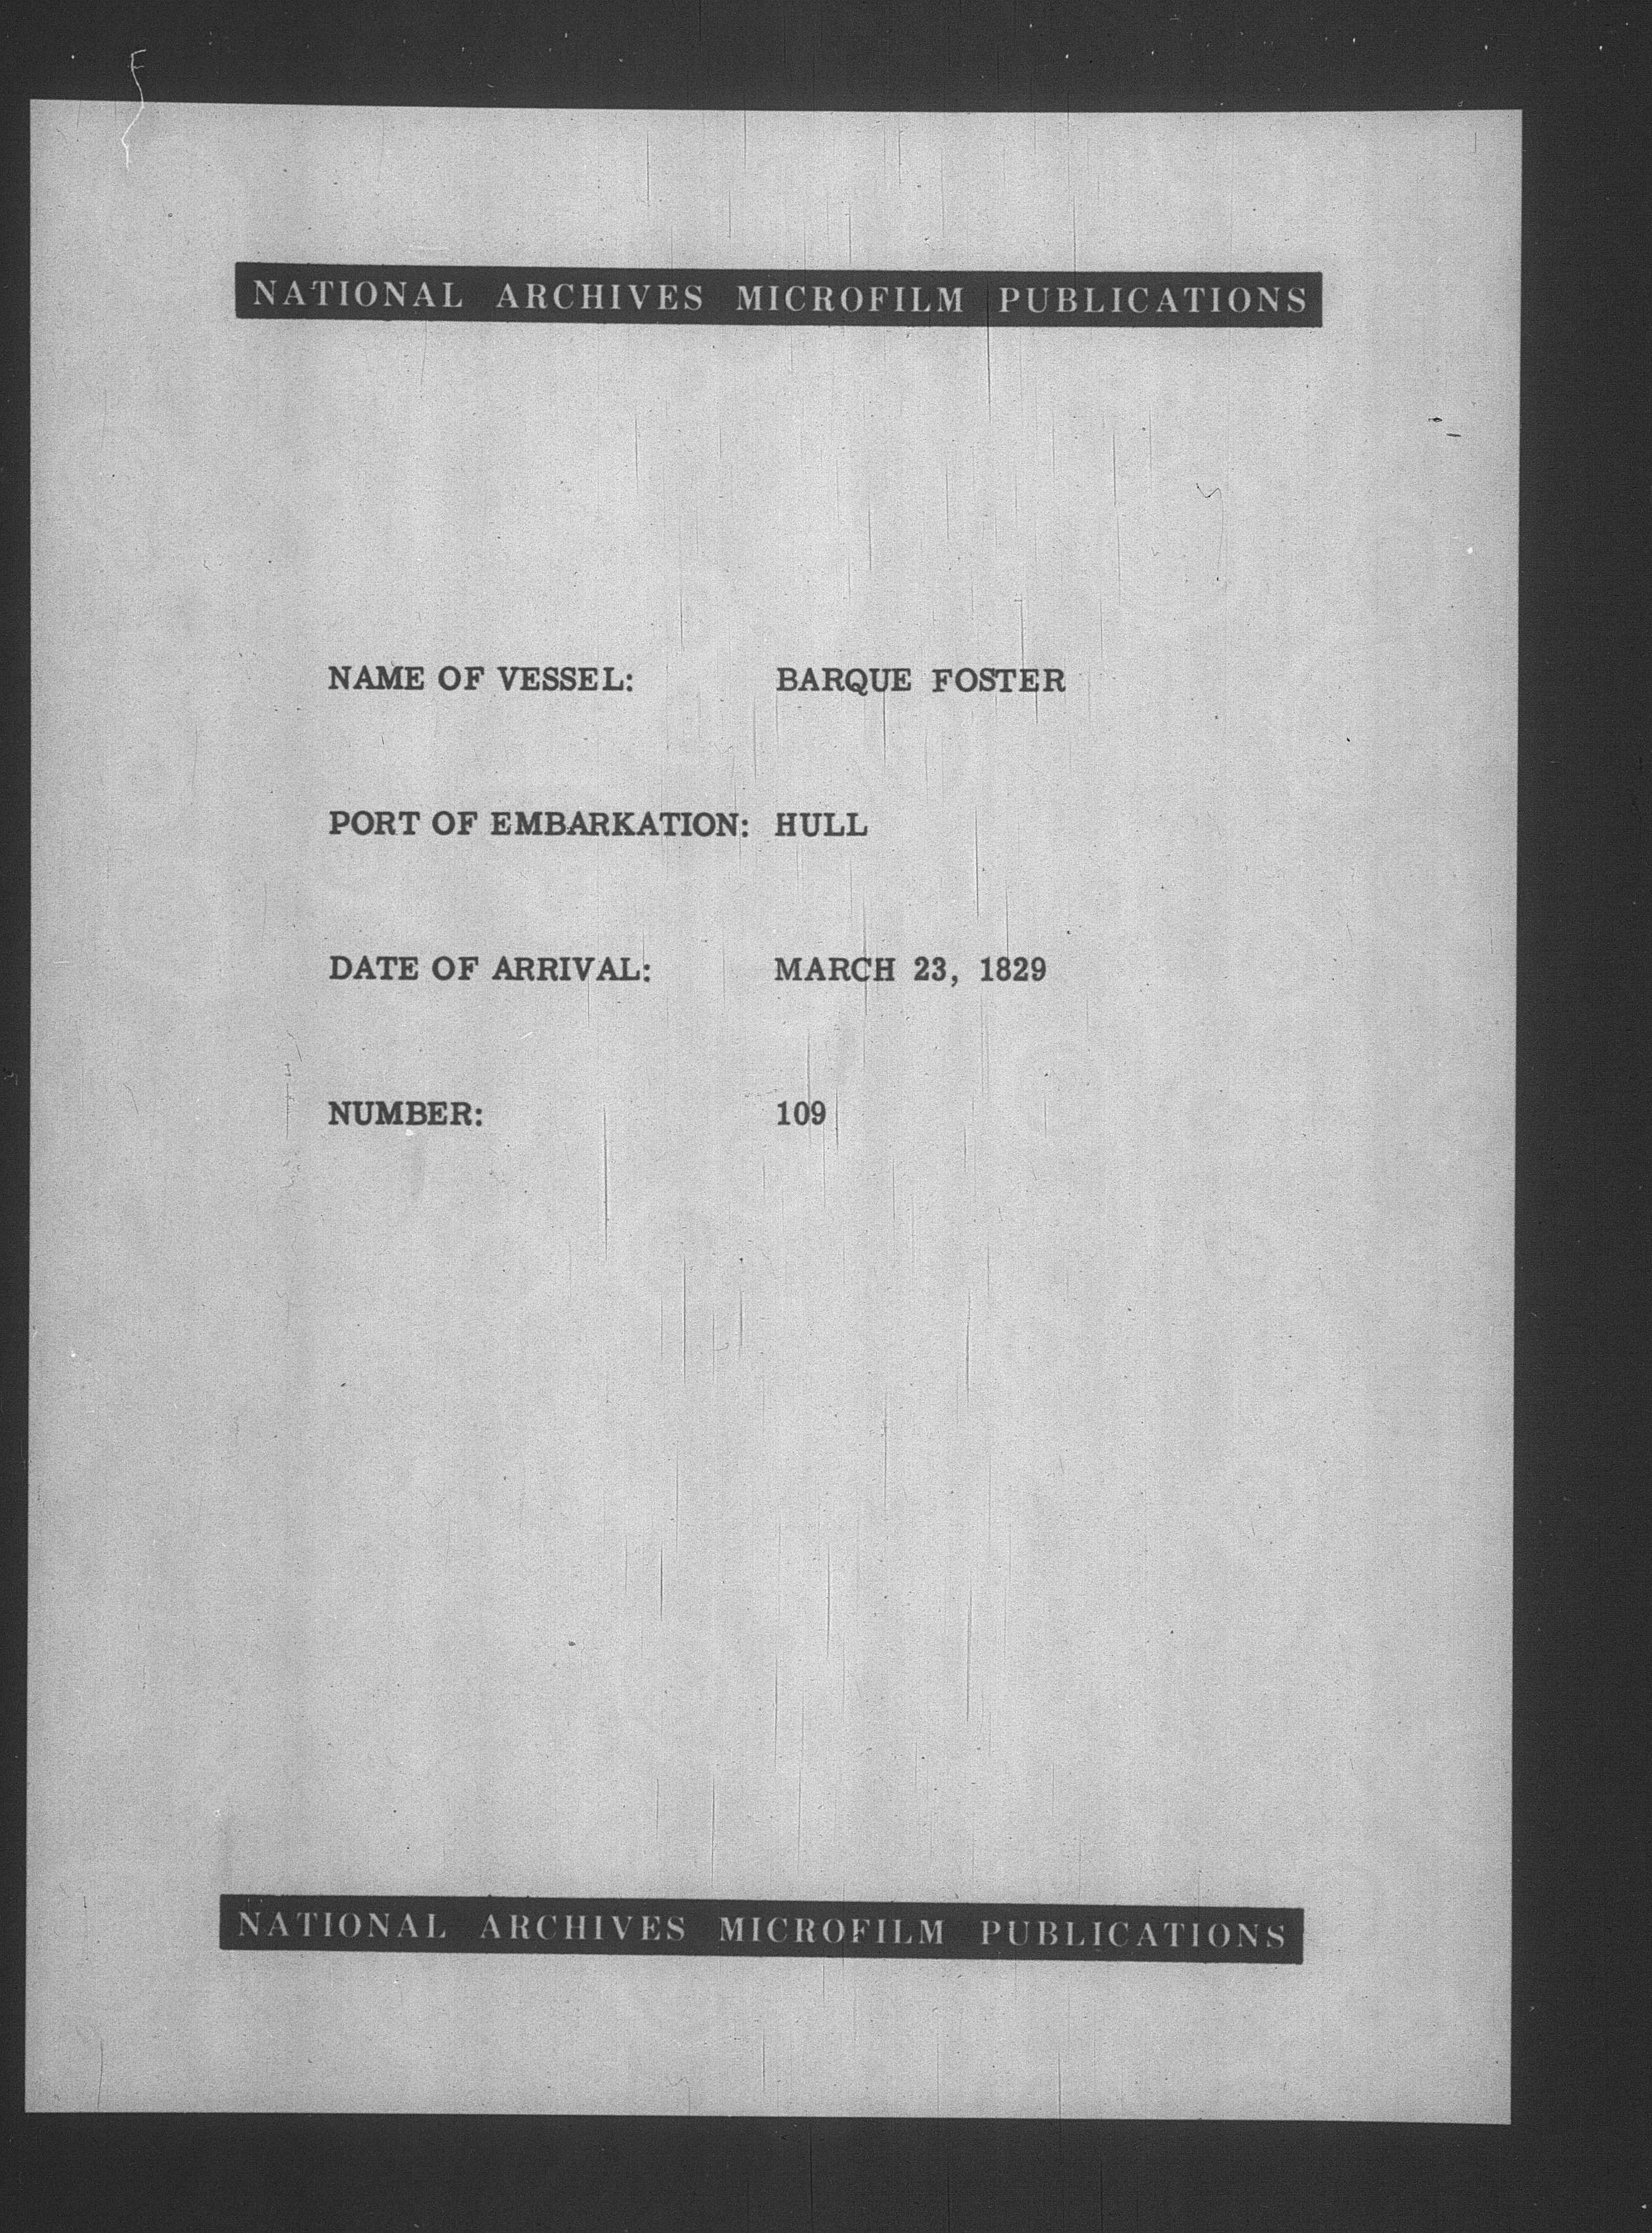 NATIONAL ARCHIVES MICROFILM PUBLICATIONS
NAME OF VESSEL: BARQUE FOSTER
PORT OF EMBARKATION: HULL
DATE OF ARRIVAL: MARCH 23, 1829
NUMBER: 109
NATIONAL ARCHIVES MICROFILM PUBLICATIONS